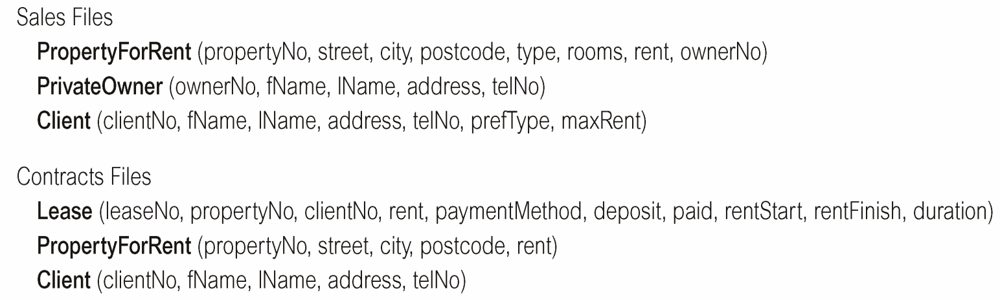 Sales Files
PropertyForRent (propertyNo, street, city, postcode, type, rooms, rent, ownerNo)
PrivateOwner (ownerNo, fName, lName, address, telNo)
Client (clientNo, fName, lName, address, telNo, prefType, maxRent)
Contracts Files
Lease (leaseNo, propertyNo, clientNo, rent, paymentMethod, deposit, paid, rentStart, rentFinish, duration)
PropertyForRent (propertyNo, street, city, postcode, rent)
Client (clientNo, fName, lName, address, telNo)